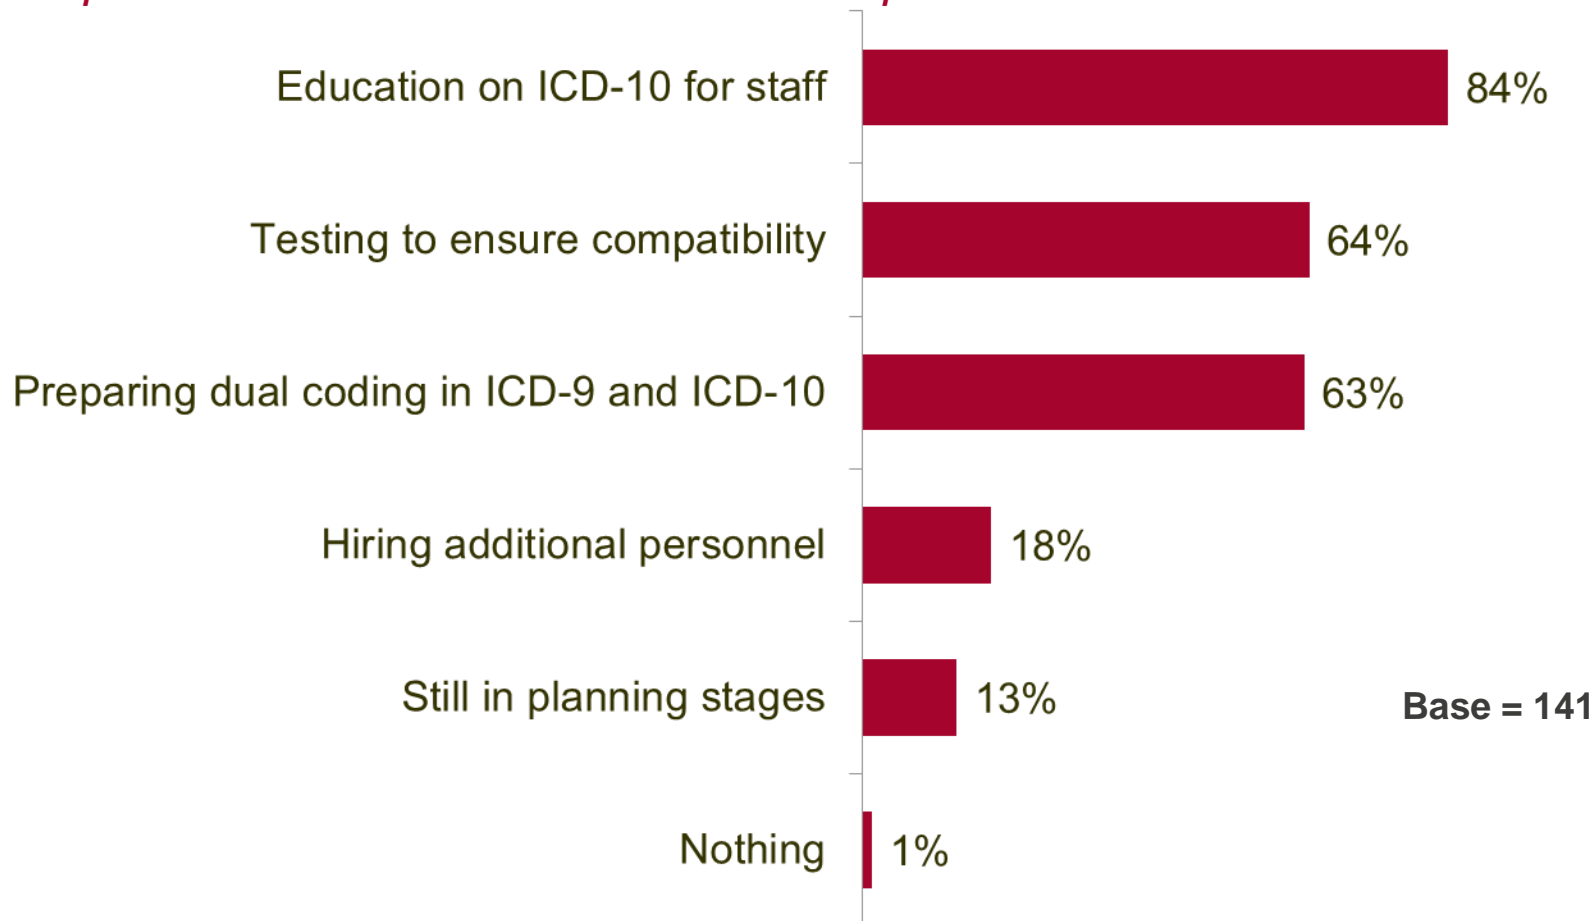 Education on ICD-10 for staff 84%
Testing to ensure compatibility 64%
Preparing dual coding in ICD-9 and ICD-10 63%
Hiring additional personnel 18%
Still in planning stages 13%
Base = 141
Nothing 1%